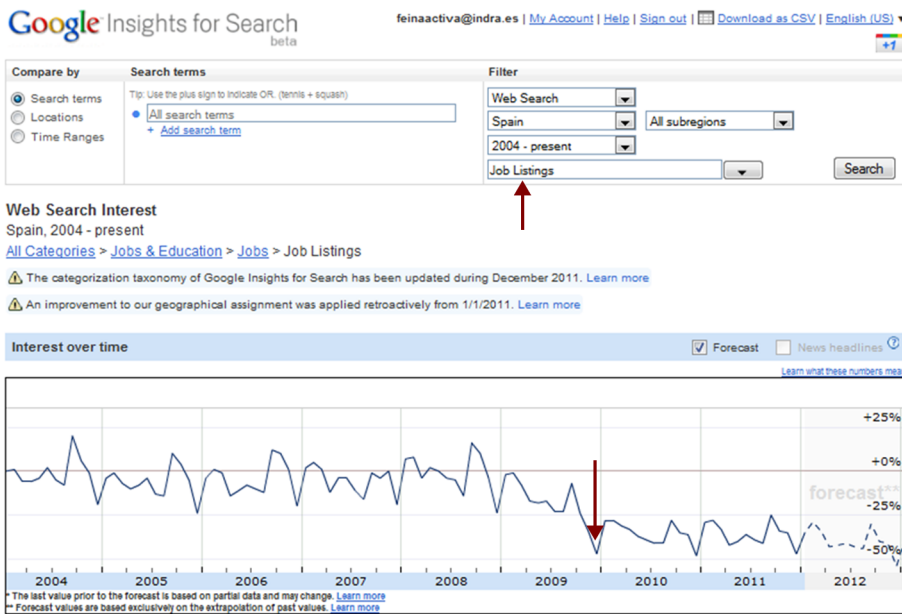 Google Insights for Search
beta
feinaactiva@indra.es | My Account | Help | Sign out | Download as CSV | English (US)
+1
Compare by
Search terms
Filter
Search terms
Locations
Time Ranges
Tip: Use the plus sign to indicate OR. (tennis + squash)
All search terms
+ Add search term
Web Search
Spain
All subregions
2004 - present
Job Listings
Search
Web Search Interest
Spain, 2004 - present
All Categories > Jobs & Education > Jobs > Job Listings
The categorization taxonomy of Google Insights for Search has been updated during December 2011. Learn more
An improvement to our geographical assignment was applied retroactively from 1/1/2011. Learn more
Interest over time
Forecast
News headlines
?
Learn what these numbers mea
+25%
+0%
forecast**
-25%
-50%
2004 2005 2006 2007 2008 2009 2010 2011 2012
* The last value prior to the forecast is based on partial data and may change. Learn more
** Forecast values are based exclusively on the extrapolation of past values. Learn more